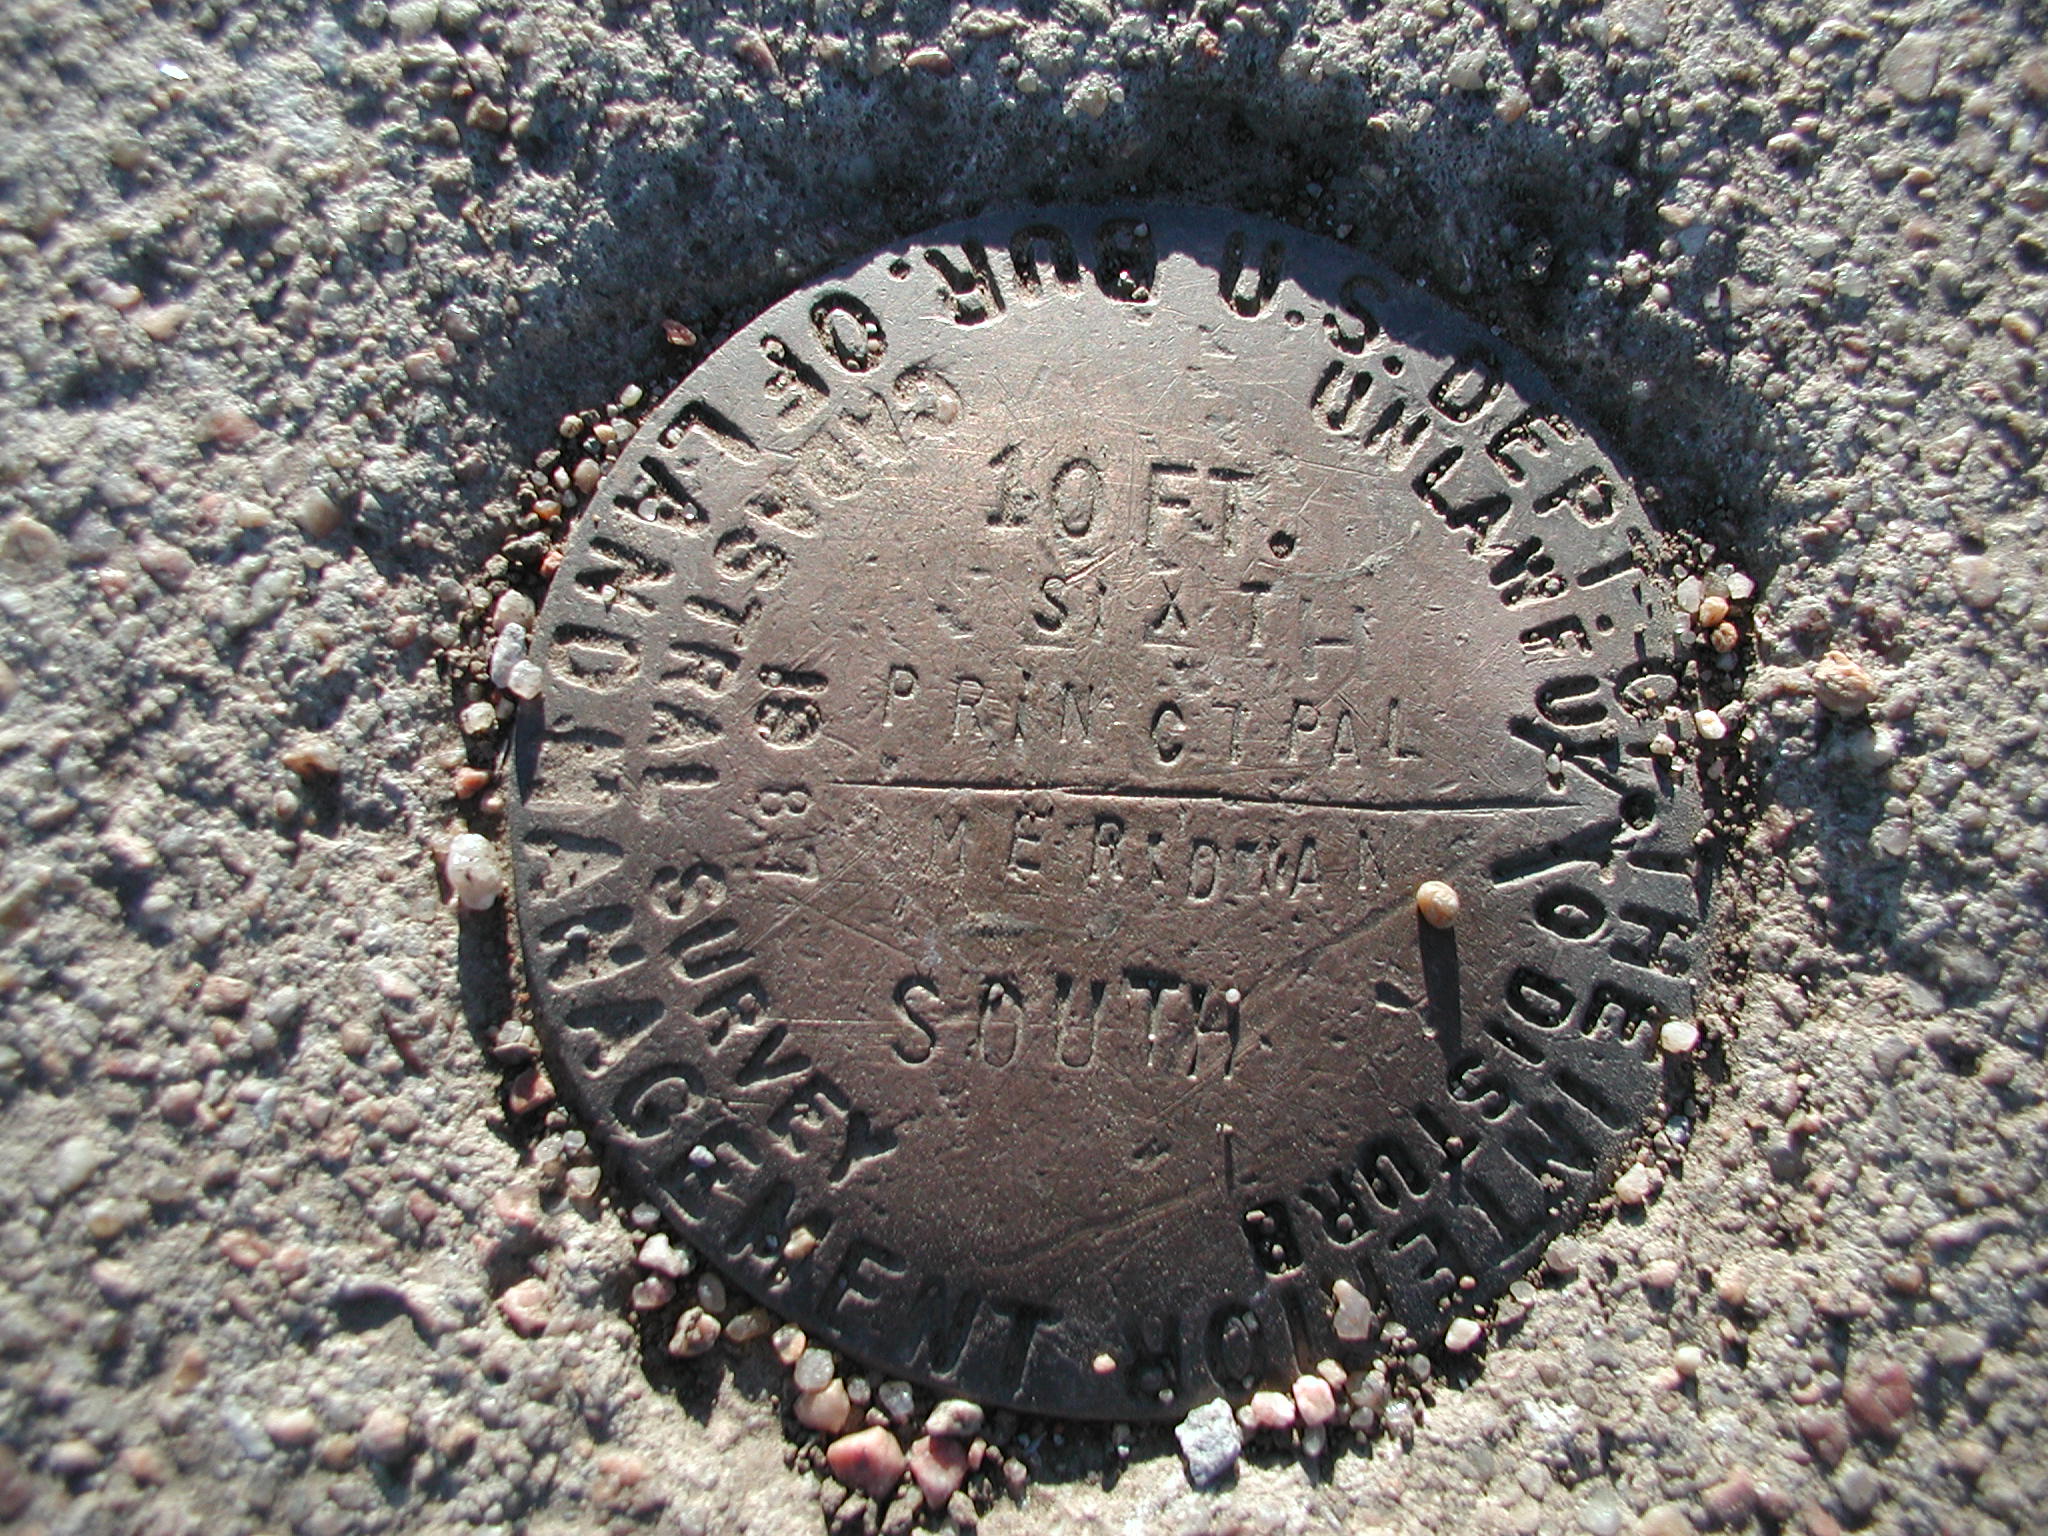 U.S. DEPT. OF THE INTERIOR
BUR. OF LAND MANAGEMENT
UNLAWFUL TO DISTURB
CADASTRAL SURVEY
1987
10 FT.
SIXTH
PRINCIPAL
MERIDIAN
SOUTH